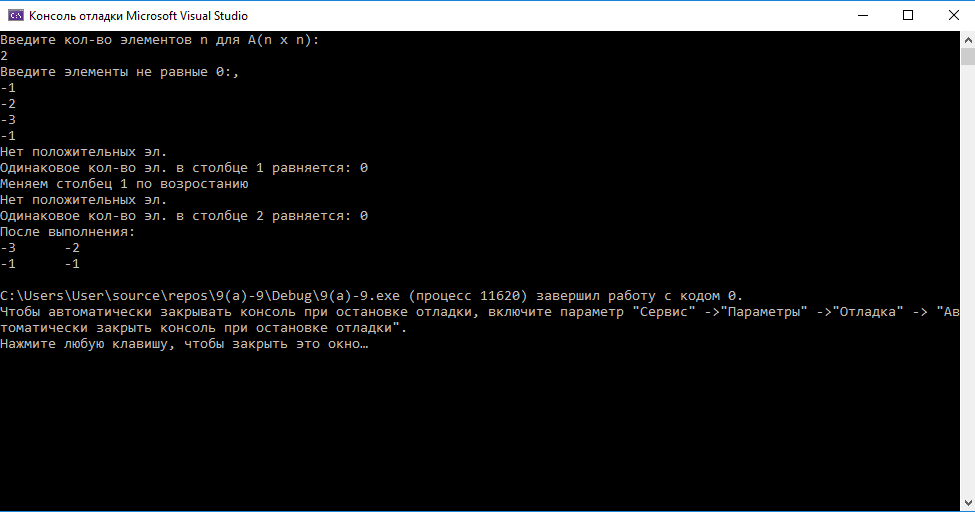 Консоль отладки Microsoft Visual Studio
Введите кол-во элементов n для A(n x n):
2
Введите элементы не равные 0:,
-1
-2
-3
-1
Нет положительных эл.
Одинаковое кол-во эл. в столбце 1 равняется: 0
Меняем столбец 1 по возростанию
Нет положительных эл.
Одинаковое кол-во эл. в столбце 2 равняется: 0
После выполнения:
-3 -2
-1 -1
C:\Users\User\source\repos\9(a)-9\Debug\9(a)-9.exe (процесс 11620) завершил работу с кодом 0.
Чтобы автоматически закрывать консоль при остановке отладки, включите параметр "Сервис" ->"Параметры" ->"Отладка" -> "Ав
томатически закрыть консоль при остановке отладки".
Нажмите любую клавишу, чтобы закрыть это окно…